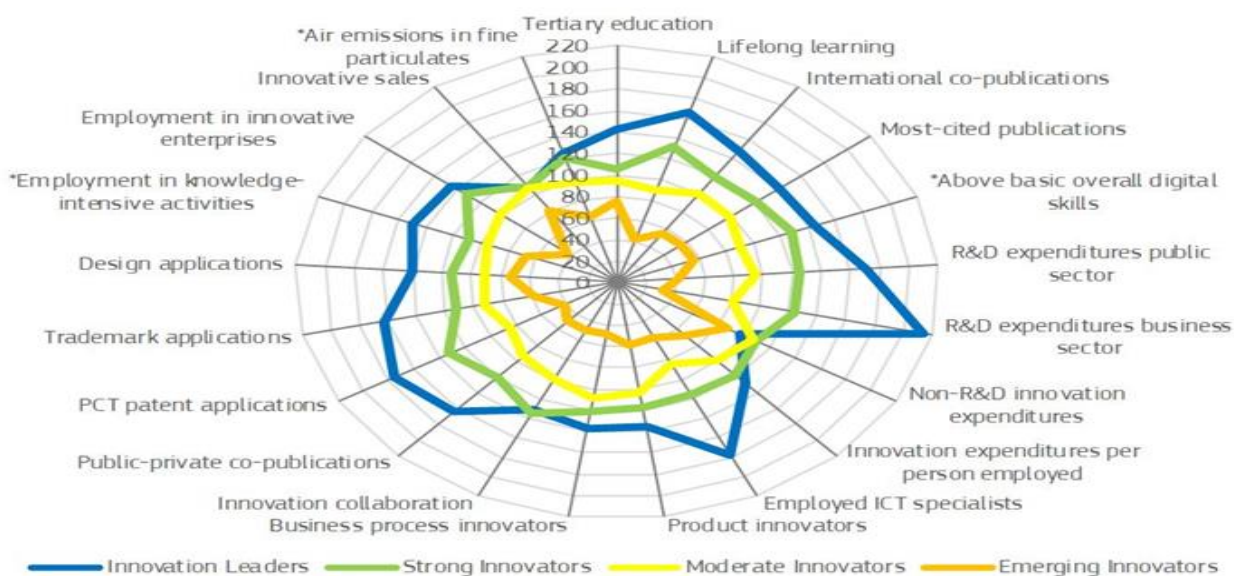 Tertiary education
*Air emissions in fine
particulates
Lifelong learning
Innovative sales
International co-publications
Employment in innovative
enterprises
Most-cited publications
*Employment in knowledge-
intensive activities
*Above basic overall digital
skills
Design applications
R&D expenditures public
sector
Trademark applications
R&D expenditures business
sector
PCT patent applications
Non-R&D innovation
expenditures
Public-private co-publications
Innovation expenditures per
person employed
Innovation collaboration
Employed ICT specialists
Business process innovators
Product innovators
220
200
180
160
140
120
100
80
60
40
20
0
Innovation Leaders
Strong Innovators
Moderate Innovators
Emerging Innovators